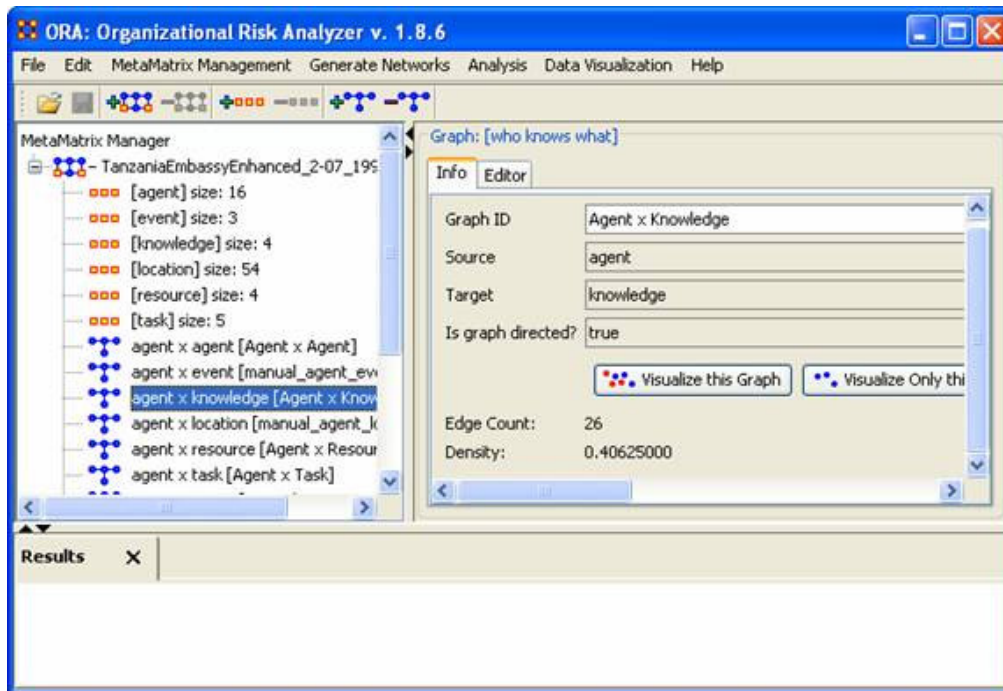 ORA: Organizational Risk Analyzer v. 1.8.6
File Edit MetaMatrix Management Generate Networks Analysis Data Visualization Help
MetaMatrix Manager
TanzaniaEmbassyEnhanced_2-07_199
[agent] size: 16
[event] size: 3
[knowledge] size: 4
[location] size: 54
[resource] size: 4
[task] size: 5
agent x agent [Agent x Agent]
agent x event [manual_agent_eve
agent x knowledge [Agent x Know
agent x location [manual_agent_lo
agent x resource [Agent x Resour
agent x task [Agent x Task]
Graph: [who knows what]
Info Editor
Graph ID Agent x Knowledge
Source agent
Target knowledge
Is graph directed? true
Visualize this Graph Visualize Only thi
Edge Count: 26
Density: 0.40625000
Results X